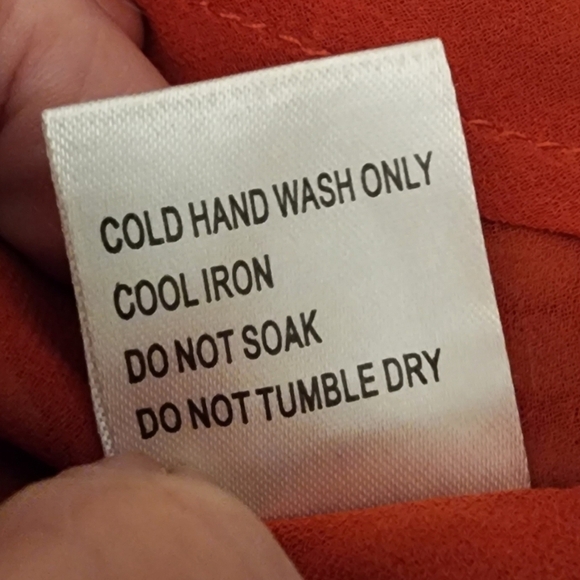 COLD HAND WASH ONLY
COOL IRON
DO NOT SOAK
DO NOT TUMBLE DRY